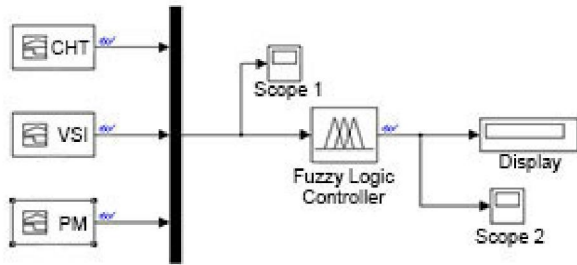 CHT
VSI
PM
Scope 1
Fuzzy Logic
Controller
Display
Scope 2